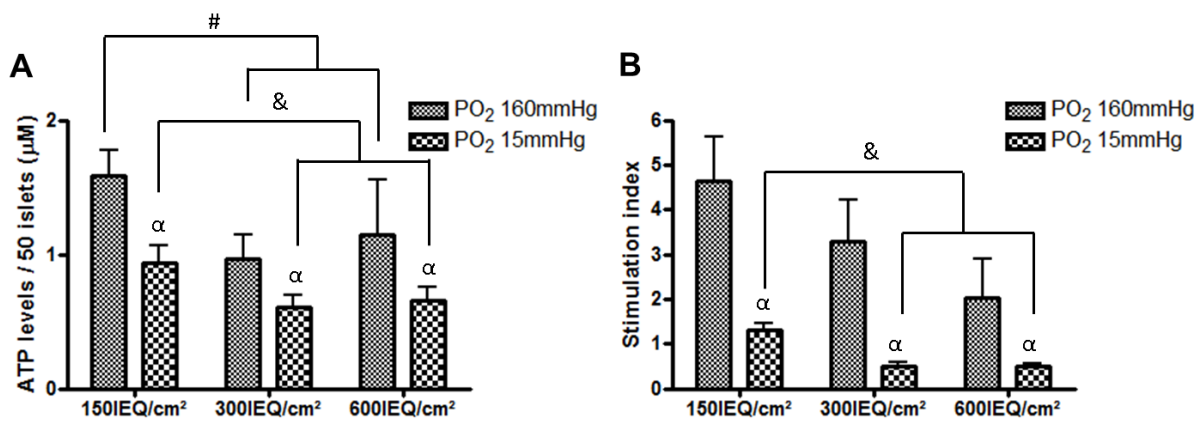 #
A
B
&
PO₂ 160mmHg
PO₂ 15mmHg
ATP levels / 50 islets (μM)
2
1
0
α
α
α
150IEQ/cm²
300IEQ/cm²
600IEQ/cm²
&
PO₂ 160mmHg
PO₂ 15mmHg
Stimulation index
6
5
4
3
2
1
0
α
α
α
150IEQ/cm²
300IEQ/cm²
600IEQ/cm²